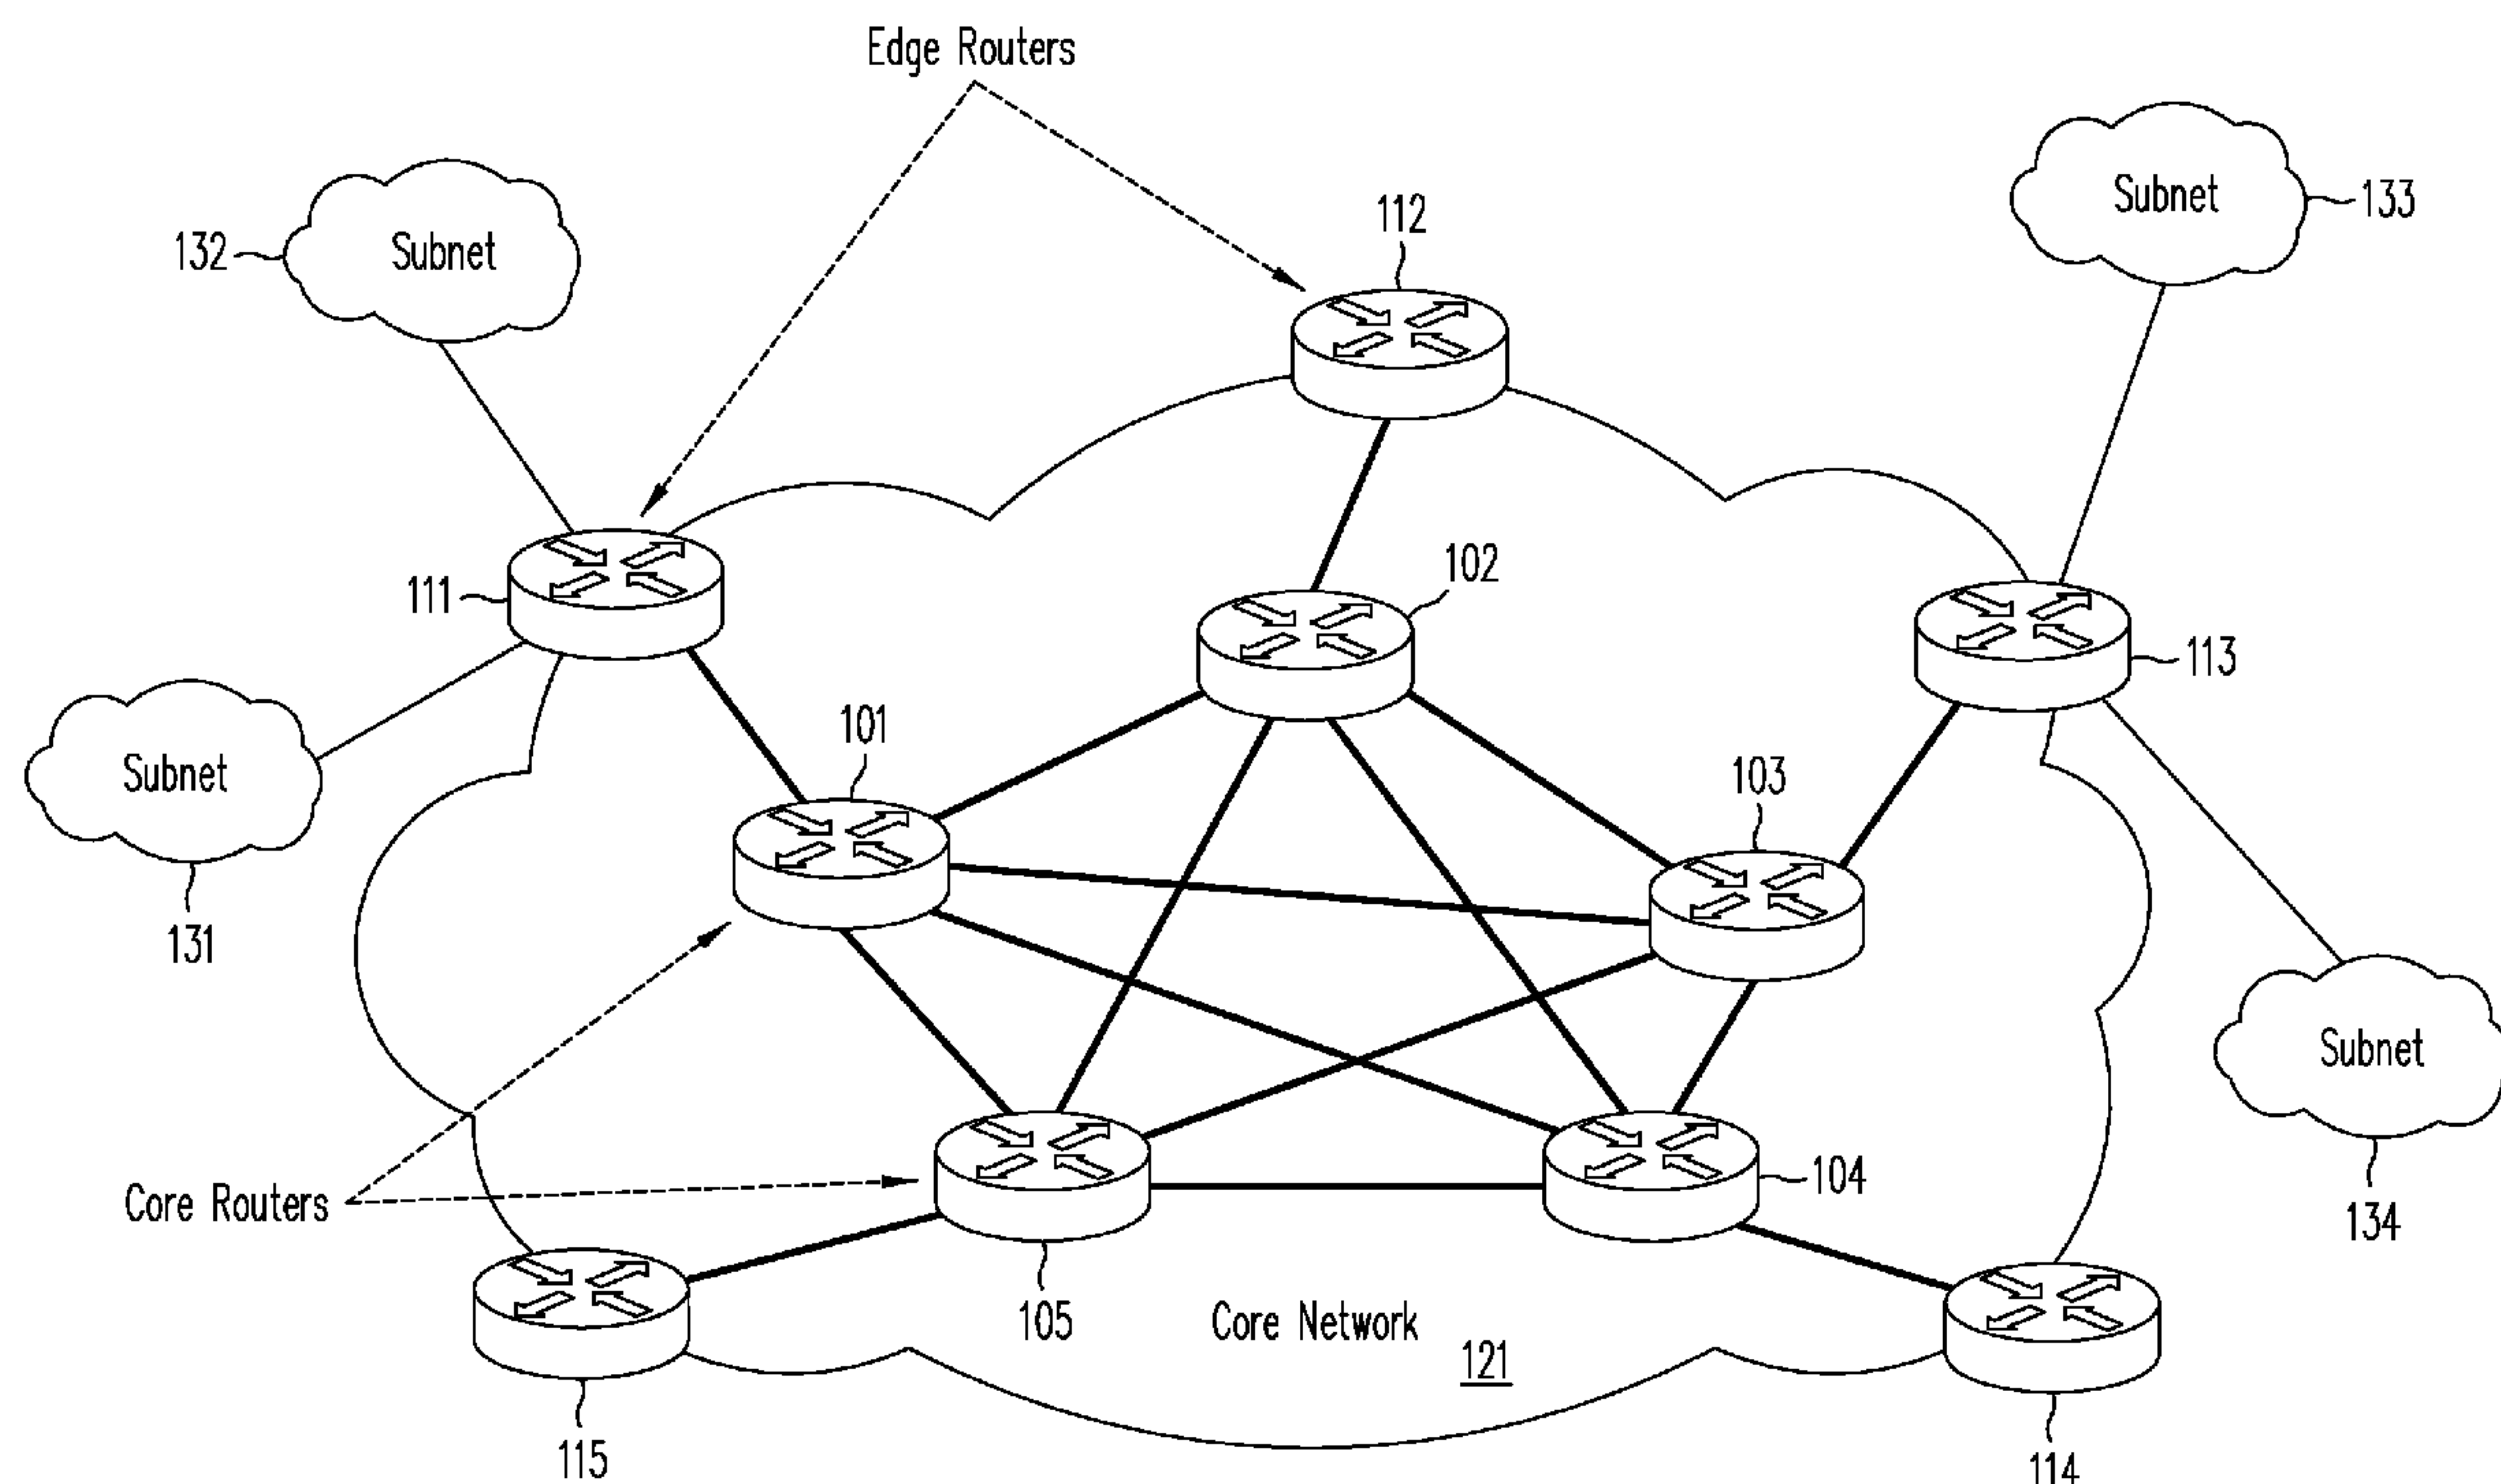 Edge Routers
112
133
Subnet
132
Subnet
102
111
113
101
103
Subnet
131
Subnet
104
Core Routers
134
105
Core Network
121
115
114